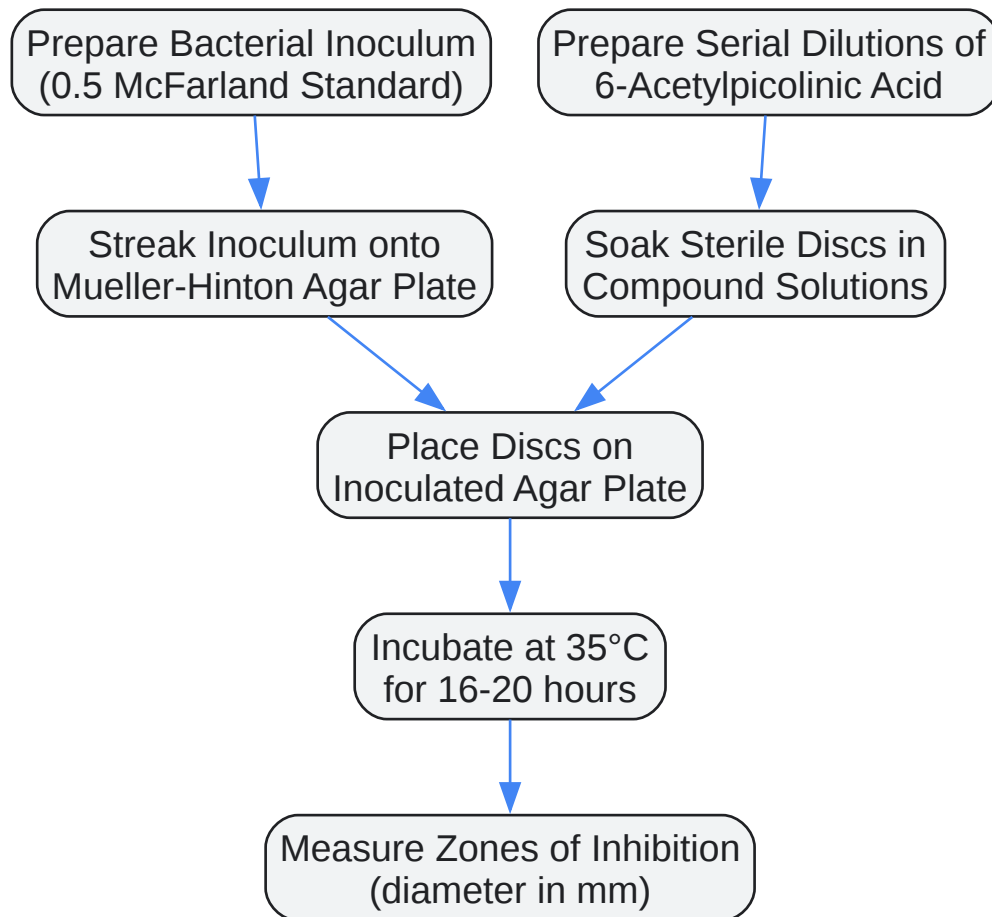 Prepare Bacterial Inoculum
(0.5 McFarland Standard)
Prepare Serial Dilutions of
6-Acetylpicolinic Acid
Streak Inoculum onto
Mueller-Hinton Agar Plate
Soak Sterile Discs in
Compound Solutions
Place Discs on
Inoculated Agar Plate
Incubate at 35°C
for 16-20 hours
Measure Zones of Inhibition
(diameter in mm)